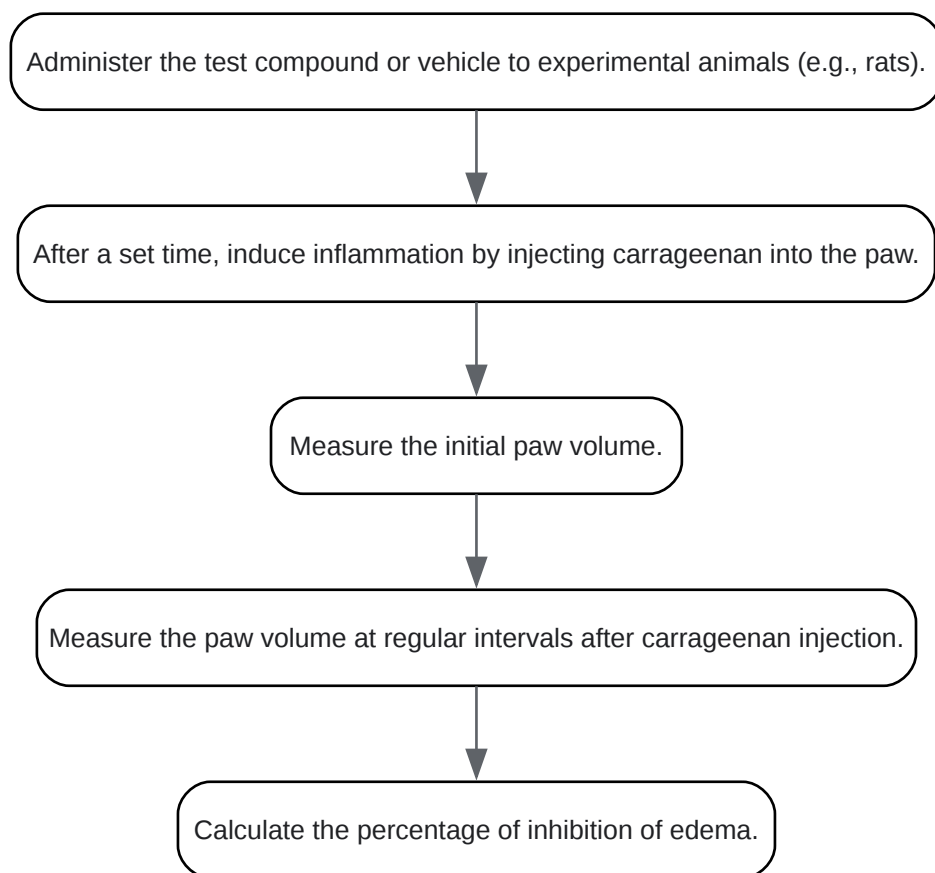 Administer the test compound or vehicle to experimental animals (e.g., rats).
After a set time, induce inflammation by injecting carrageenan into the paw.
Measure the initial paw volume.
Measure the paw volume at regular intervals after carrageenan injection.
Calculate the percentage of inhibition of edema.